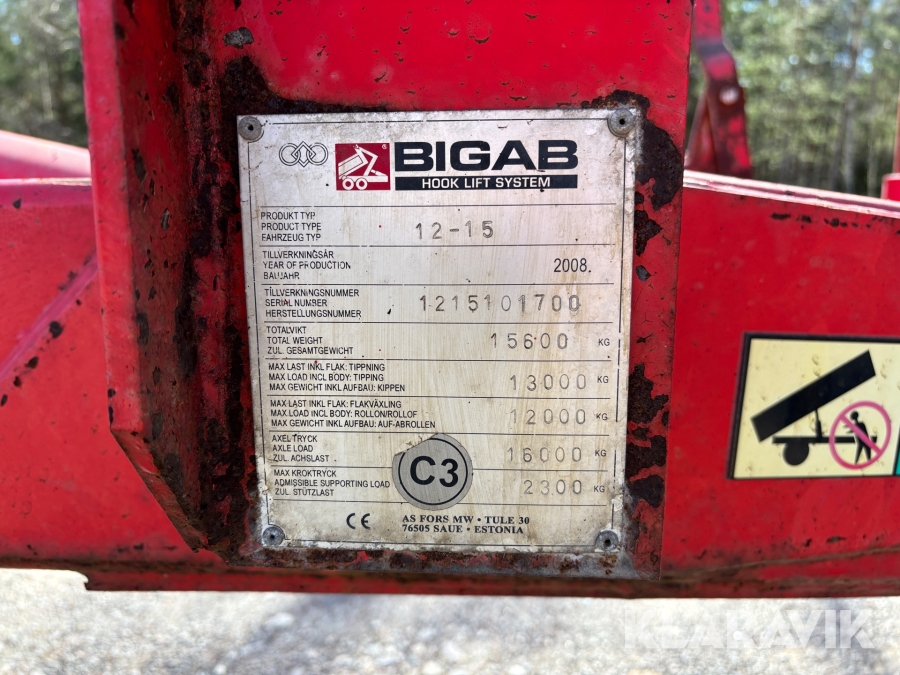 BIGAB
HOOK LIFT SYSTEM
PRODUKT TYP
PRODUCT TYPE
FAHRZEUG TYP
12-15
TILLVERKNINGSÅR
YEAR OF PRODUCTION
BAUJAHR
2008.
TILLVERKNINGSNUMMER
SERIAL NUMBER
HERSTELLUNGSNUMMER
1215101700
TOTALVIKT
TOTAL WEIGHT
ZUL. GESAMTGEWICHT
15600 KG
MAX LAST INKL FLAK: TIPPNING
MAX LOAD INCL BODY: TIPPING
MAX GEWICHT INKL AUFBAU: KIPPEN
13000 KG
MAX LAST INKL FLAK: FLAKVÄXLING
MAX LOAD INCL BODY: ROLLON/ROLLOF
MAX GEWICHT INKL AUFBAU: AUF-ABROLLEN
12000 KG
AXEL TRYCK
AXLE LOAD
ZUL. ACHSLAST
16000 KG
MAX KROKTRYCK
ADMISSIBLE SUPPORTING LOAD
ZUL. STÜTZLAST
2300 KG
C3
CE
AS FORS MW • TULE 30
76505 SAUE • ESTONIA
KLARAVIK